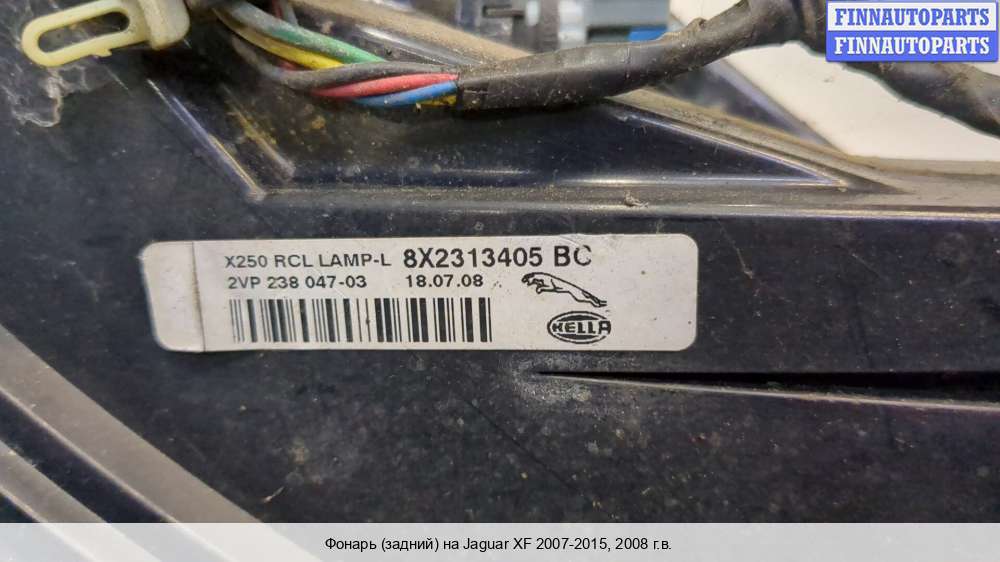 FINNAUTOPARTS
FINNAUTOPARTS
X250 RCL LAMP-L 8X2313405 BC
2VP 238 047-03 18.07.08
HELLA
Фонарь (задний) на Jaguar XF 2007-2015, 2008 г.в.